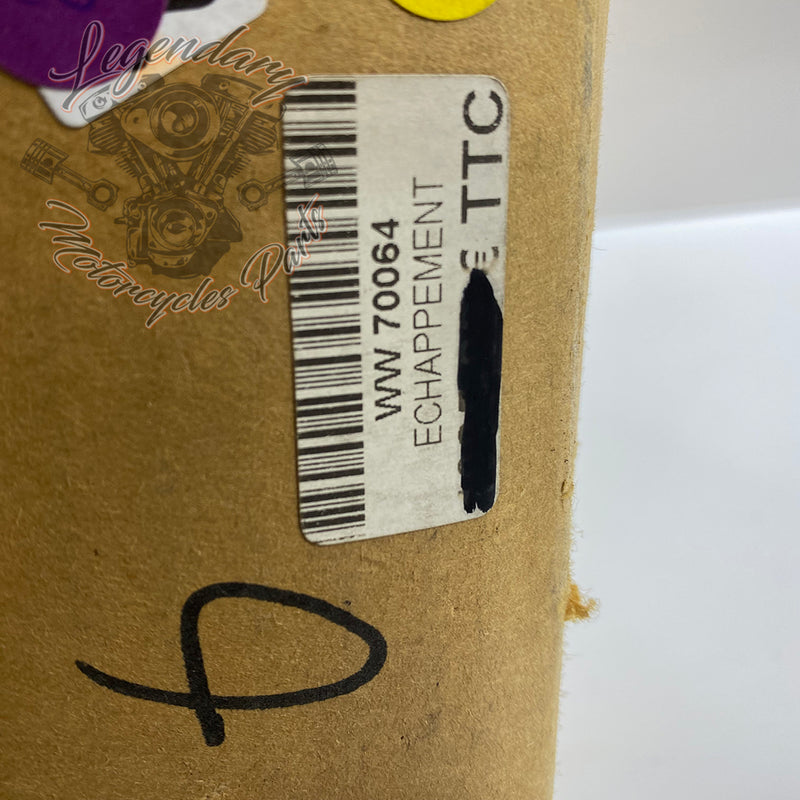 Legendary
Motorcycles Parts
WW 70064
ECHAPPEMENT
€ TTC